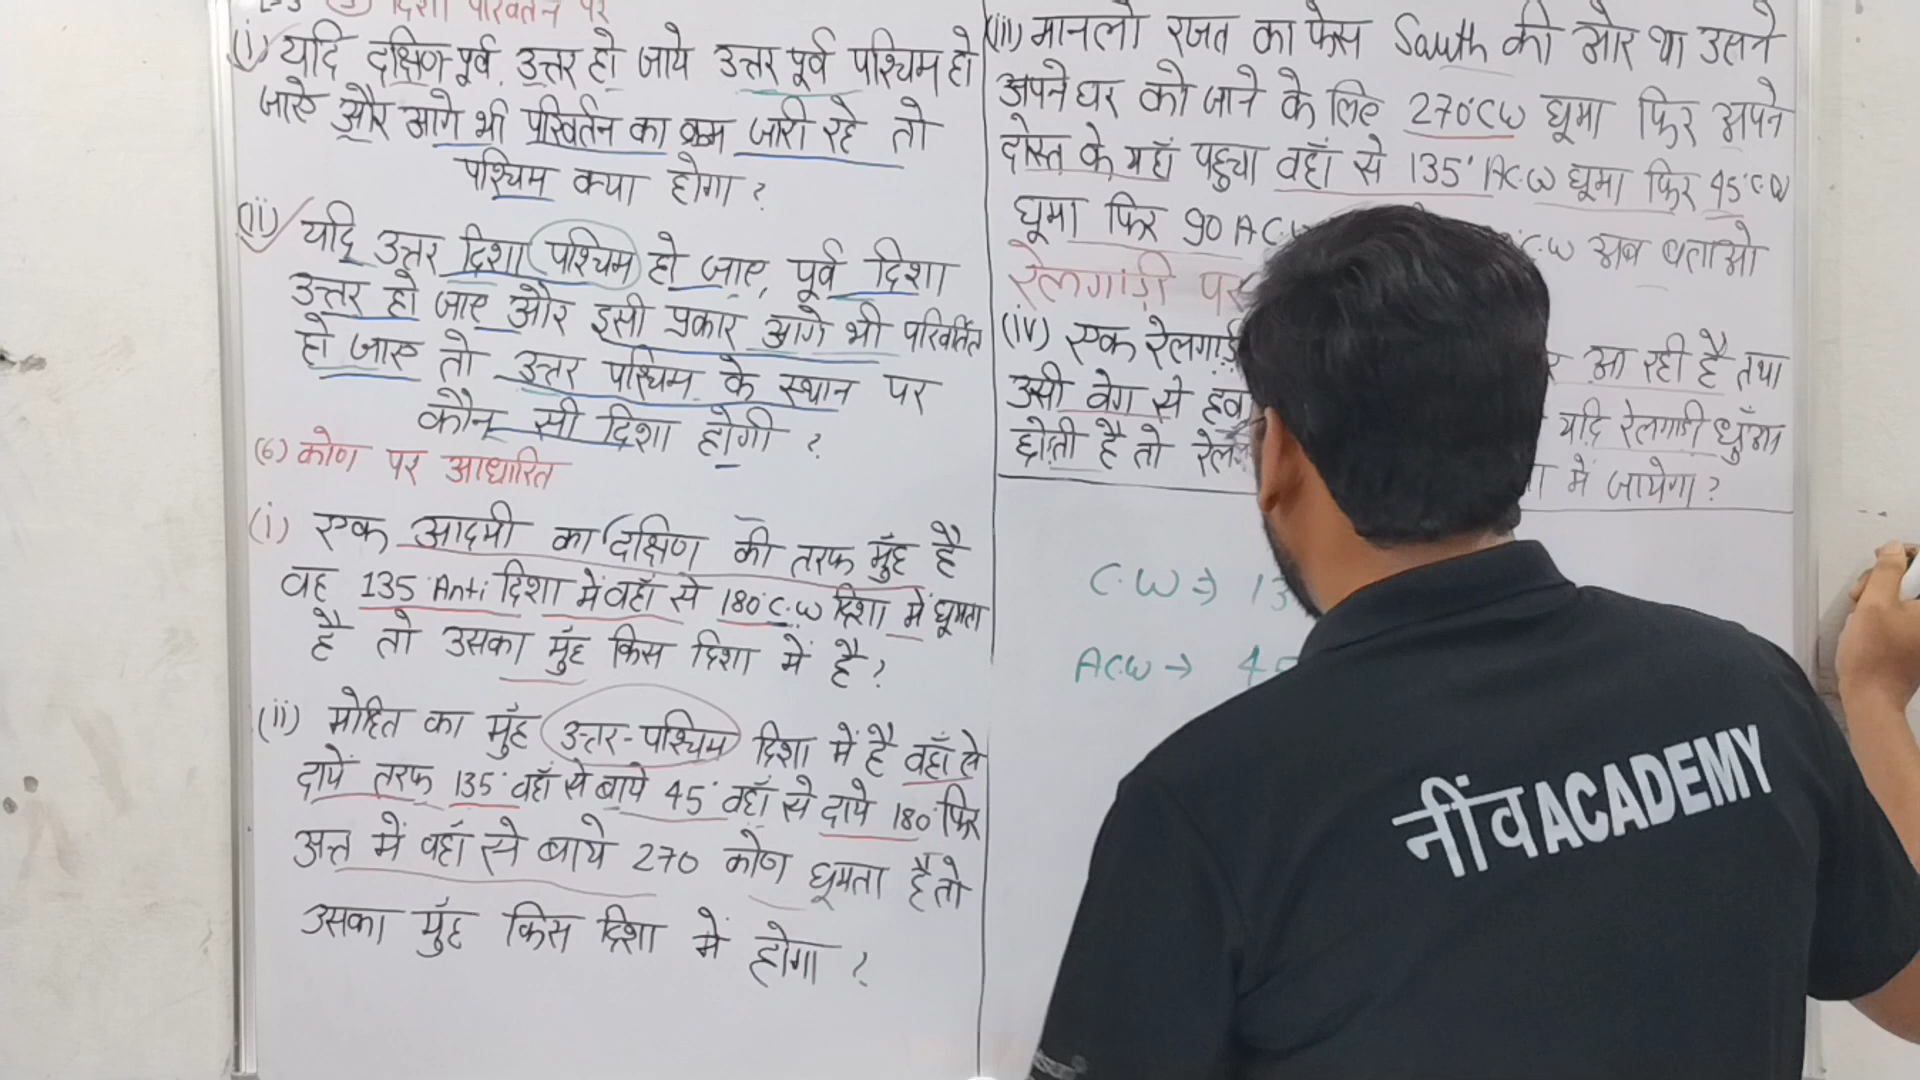 दिशा परिवर्तन पर
(i) यदि दक्षिण-पूर्व, उत्तर हो जाये उत्तर पूर्व पश्चिम हो
जाए और आगे भी परिवर्तन का क्रम जारी रहे तो
पश्चिम क्या होगा ?
(ii) यदि उत्तर दिशा पश्चिम हो जाए, पूर्व दिशा
उत्तर हो जाए और इसी प्रकार आगे भी परिवर्तित
हो जाए तो उत्तर पश्चिम के स्थान पर
कौन सी दिशा होगी ?
(6) कोण पर आधारित
(i) एक आदमी का दक्षिण की तरफ मुँह है
वह 135° Anti दिशा में वहाँ से 180° C.W दिशा में घूमता
है तो उसका मुँह किस दिशा में है ?
(ii) मोहित का मुँह उत्तर-पश्चिम दिशा में है वहाँ से
दायें तरफ 135° वहाँ से बाये 45° वहाँ से दाये 180° फिर
अन्त में वहाँ से बाये 270 कोण घूमता है तो
उसका मुँह किस दिशा में होगा ?
(iii) मानलो रजत का फेस South की ओर था उसने
अपने घर को जाने के लिए 270°CW घूमा फिर अपने
दोस्त के यहाँ पहुचा वहाँ से 135° A.C.W घूमा फिर 45°C.W
घूमा फिर 90 A.C.W C.W अब बताओ
रेलगाड़ी पर
(iv) एक रेलगाड़ी आ रही है तथा
उसी वेग से हवा यदि रेलगाडी धुँआ
छोड़ती है तो में जायेगा ?
C.W → 13
A.C.W → 45
नींव ACADEMY